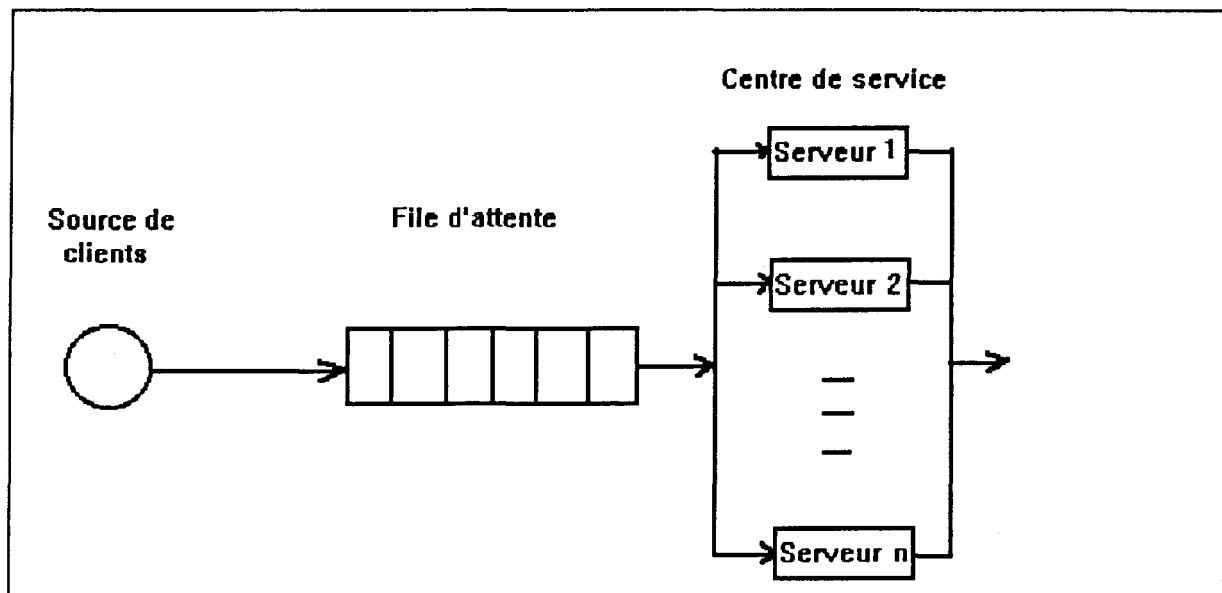 Centre de service
Serveur 1
Source de
clients
File d'attente
Serveur 2
Serveur n